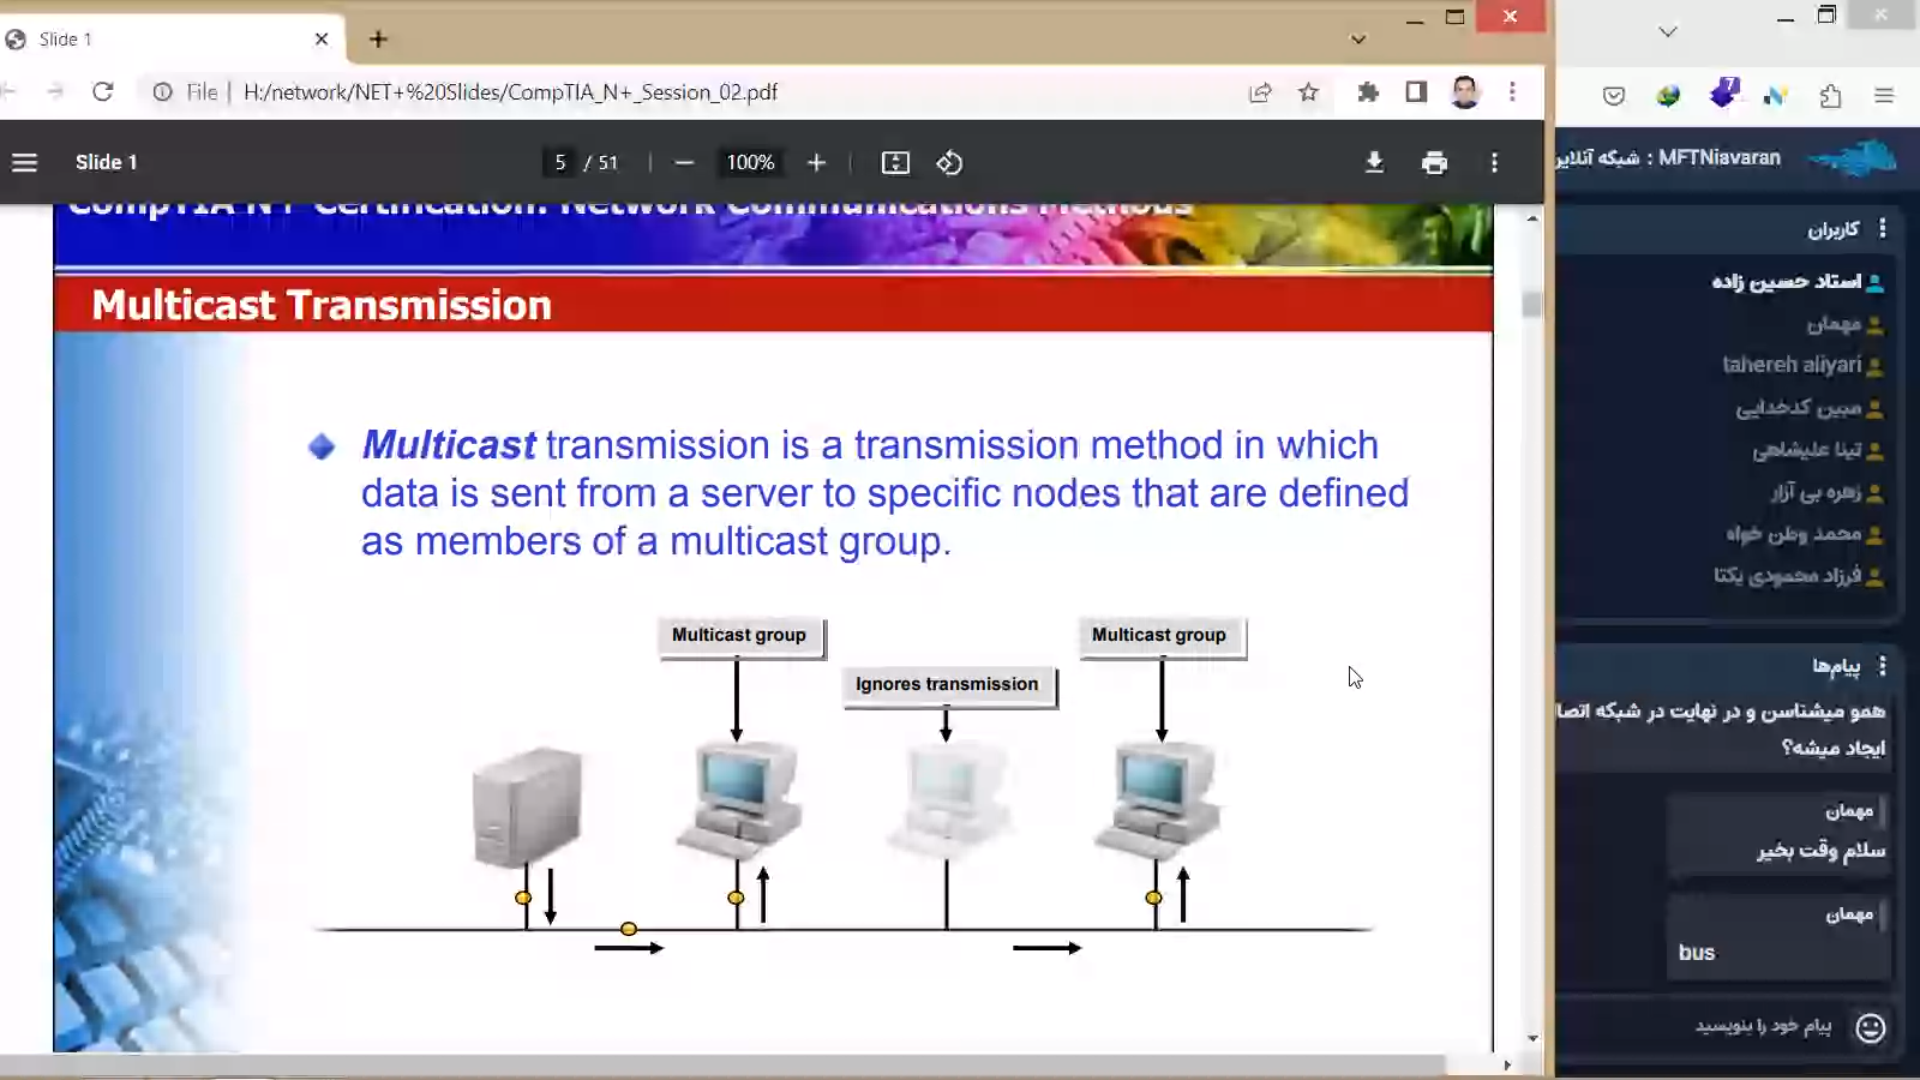 Slide 1
File
H:/network/NET+%20Slides/CompTIA_N+_Session_02.pdf
Slide 1
5 / 51
100%
CompTIA N+ Certification: Network Communications Methods
Multicast Transmission
Multicast transmission is a transmission method in which
data is sent from a server to specific nodes that are defined
as members of a multicast group.
Multicast group
Ignores transmission
Multicast group
7
MFTNiavaran : شبکه آنلاین
کاربران
استاد حسین زاده
مهمان
tahereh aliyari
مبین کدخدایی
تینا علیشاهی
زهره بی آزار
محمد وطن خواه
فرزاد محمودی یکتا
پیام‌ها
همو میشناسن و در نهایت در شبکه اتصا
ایجاد میشه؟
مهمان
سلام وقت بخیر
مهمان
bus
پیام خود را بنویسید